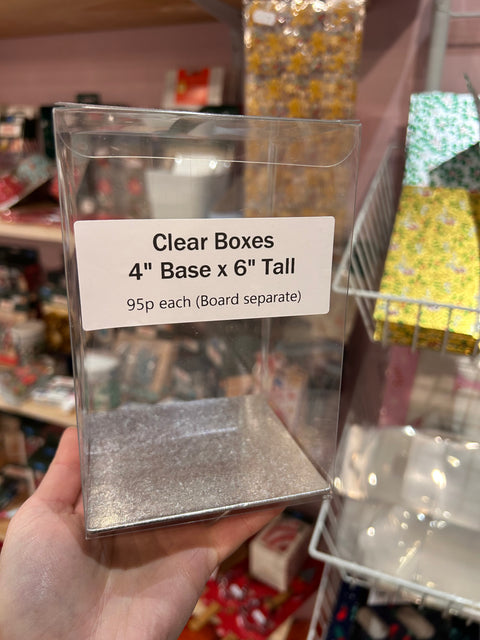 Clear Boxes
4" Base x 6" Tall
95p each (Board separate)